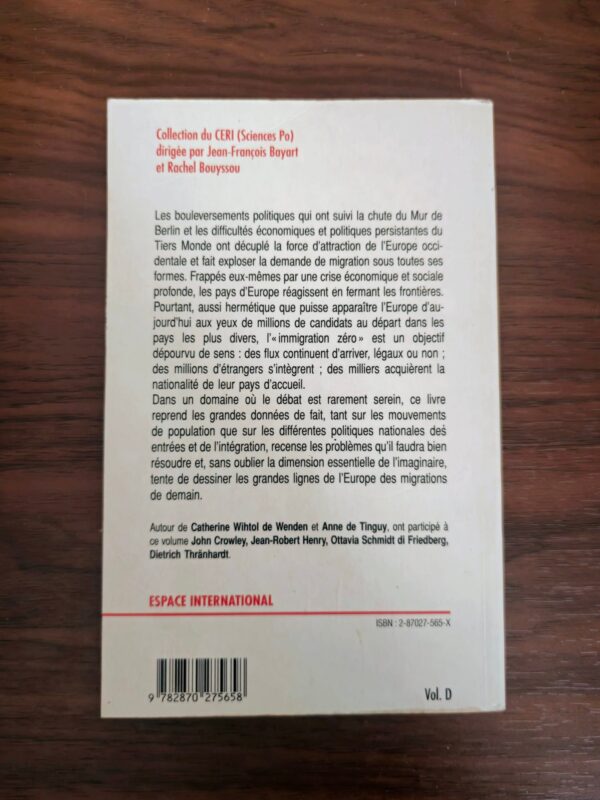 Collection du CERI (Sciences Po)
dirigée par Jean-François Bayart
et Rachel Bouyssou
Les bouleversements politiques qui ont suivi la chute du Mur de
Berlin et les difficultés économiques et politiques persistantes du
Tiers Monde ont décuplé la force d'attraction de l'Europe occi-
dentale et fait exploser la demande de migration sous toutes ses
formes. Frappés eux-mêmes par une crise économique et sociale
profonde, les pays d'Europe réagissent en fermant les frontières.
Pourtant, aussi hermétique que puisse apparaître l'Europe d'au-
jourd'hui aux yeux de millions de candidats au départ dans les
pays les plus divers, l'«immigration zéro» est un objectif
dépourvu de sens : des flux continuent d'arriver, légaux ou non ;
des millions d'étrangers s'intègrent ; des milliers acquièrent la
nationalité de leur pays d'accueil.
Dans un domaine où le débat est rarement serein, ce livre
reprend les grandes données de fait, tant sur les mouvements
de population que sur les différentes politiques nationales des
entrées et de l'intégration, recense les problèmes qu'il faudra bien
résoudre et, sans oublier la dimension essentielle de l'imaginaire,
tente de dessiner les grandes lignes de l'Europe des migrations
de demain.
Autour de Catherine Wihtol de Wenden et Anne de Tinguy, ont participé à
ce volume John Crowley, Jean-Robert Henry, Ottavia Schmidt di Friedberg,
Dietrich Thränhardt.
ESPACE INTERNATIONAL
ISBN : 2-87027-565-X
9 782870 275658
Vol. D